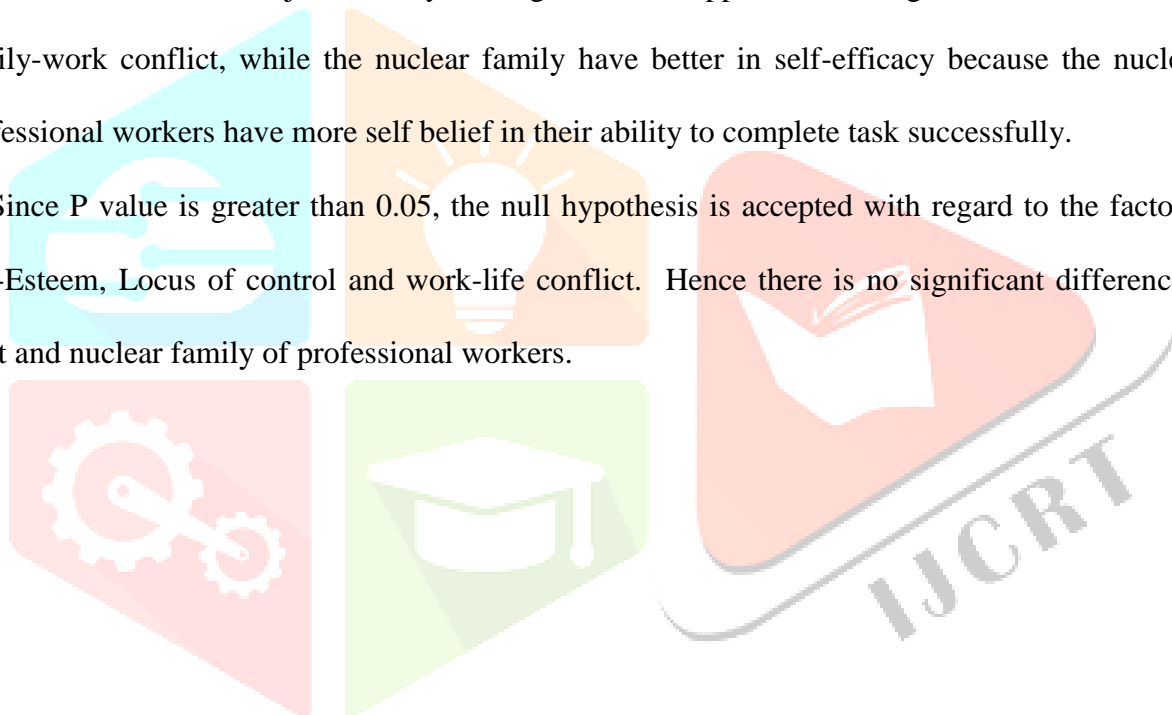 ily-work conflict, while the nuclear family have better in self-efficacy because the nucle
fessional workers have more self belief in their ability to complete task successfully.
Since P value is greater than 0.05, the null hypothesis is accepted with regard to the facto
-Esteem, Locus of control and work-life conflict. Hence there is no significant differenc
t and nuclear family of professional workers.
IJCRT